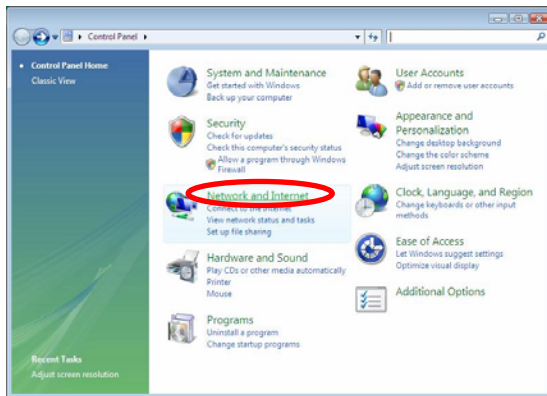 Control Panel
Control Panel Home
Classic View
Recent Tasks
Adjust screen resolution
System and Maintenance
Get started with Windows
Back up your computer
Security
Check for updates
Check this computer's security status
Allow a program through Windows
Firewall
Network and Internet
Connect to the Internet
View network status and tasks
Set up file sharing
Hardware and Sound
Play CDs or other media automatically
Printer
Mouse
Programs
Uninstall a program
Change startup programs
User Accounts
Add or remove user accounts
Appearance and
Personalization
Change desktop background
Change the color scheme
Adjust screen resolution
Clock, Language, and Region
Change keyboards or other input
methods
Ease of Access
Let Windows suggest settings
Optimize visual display
Additional Options